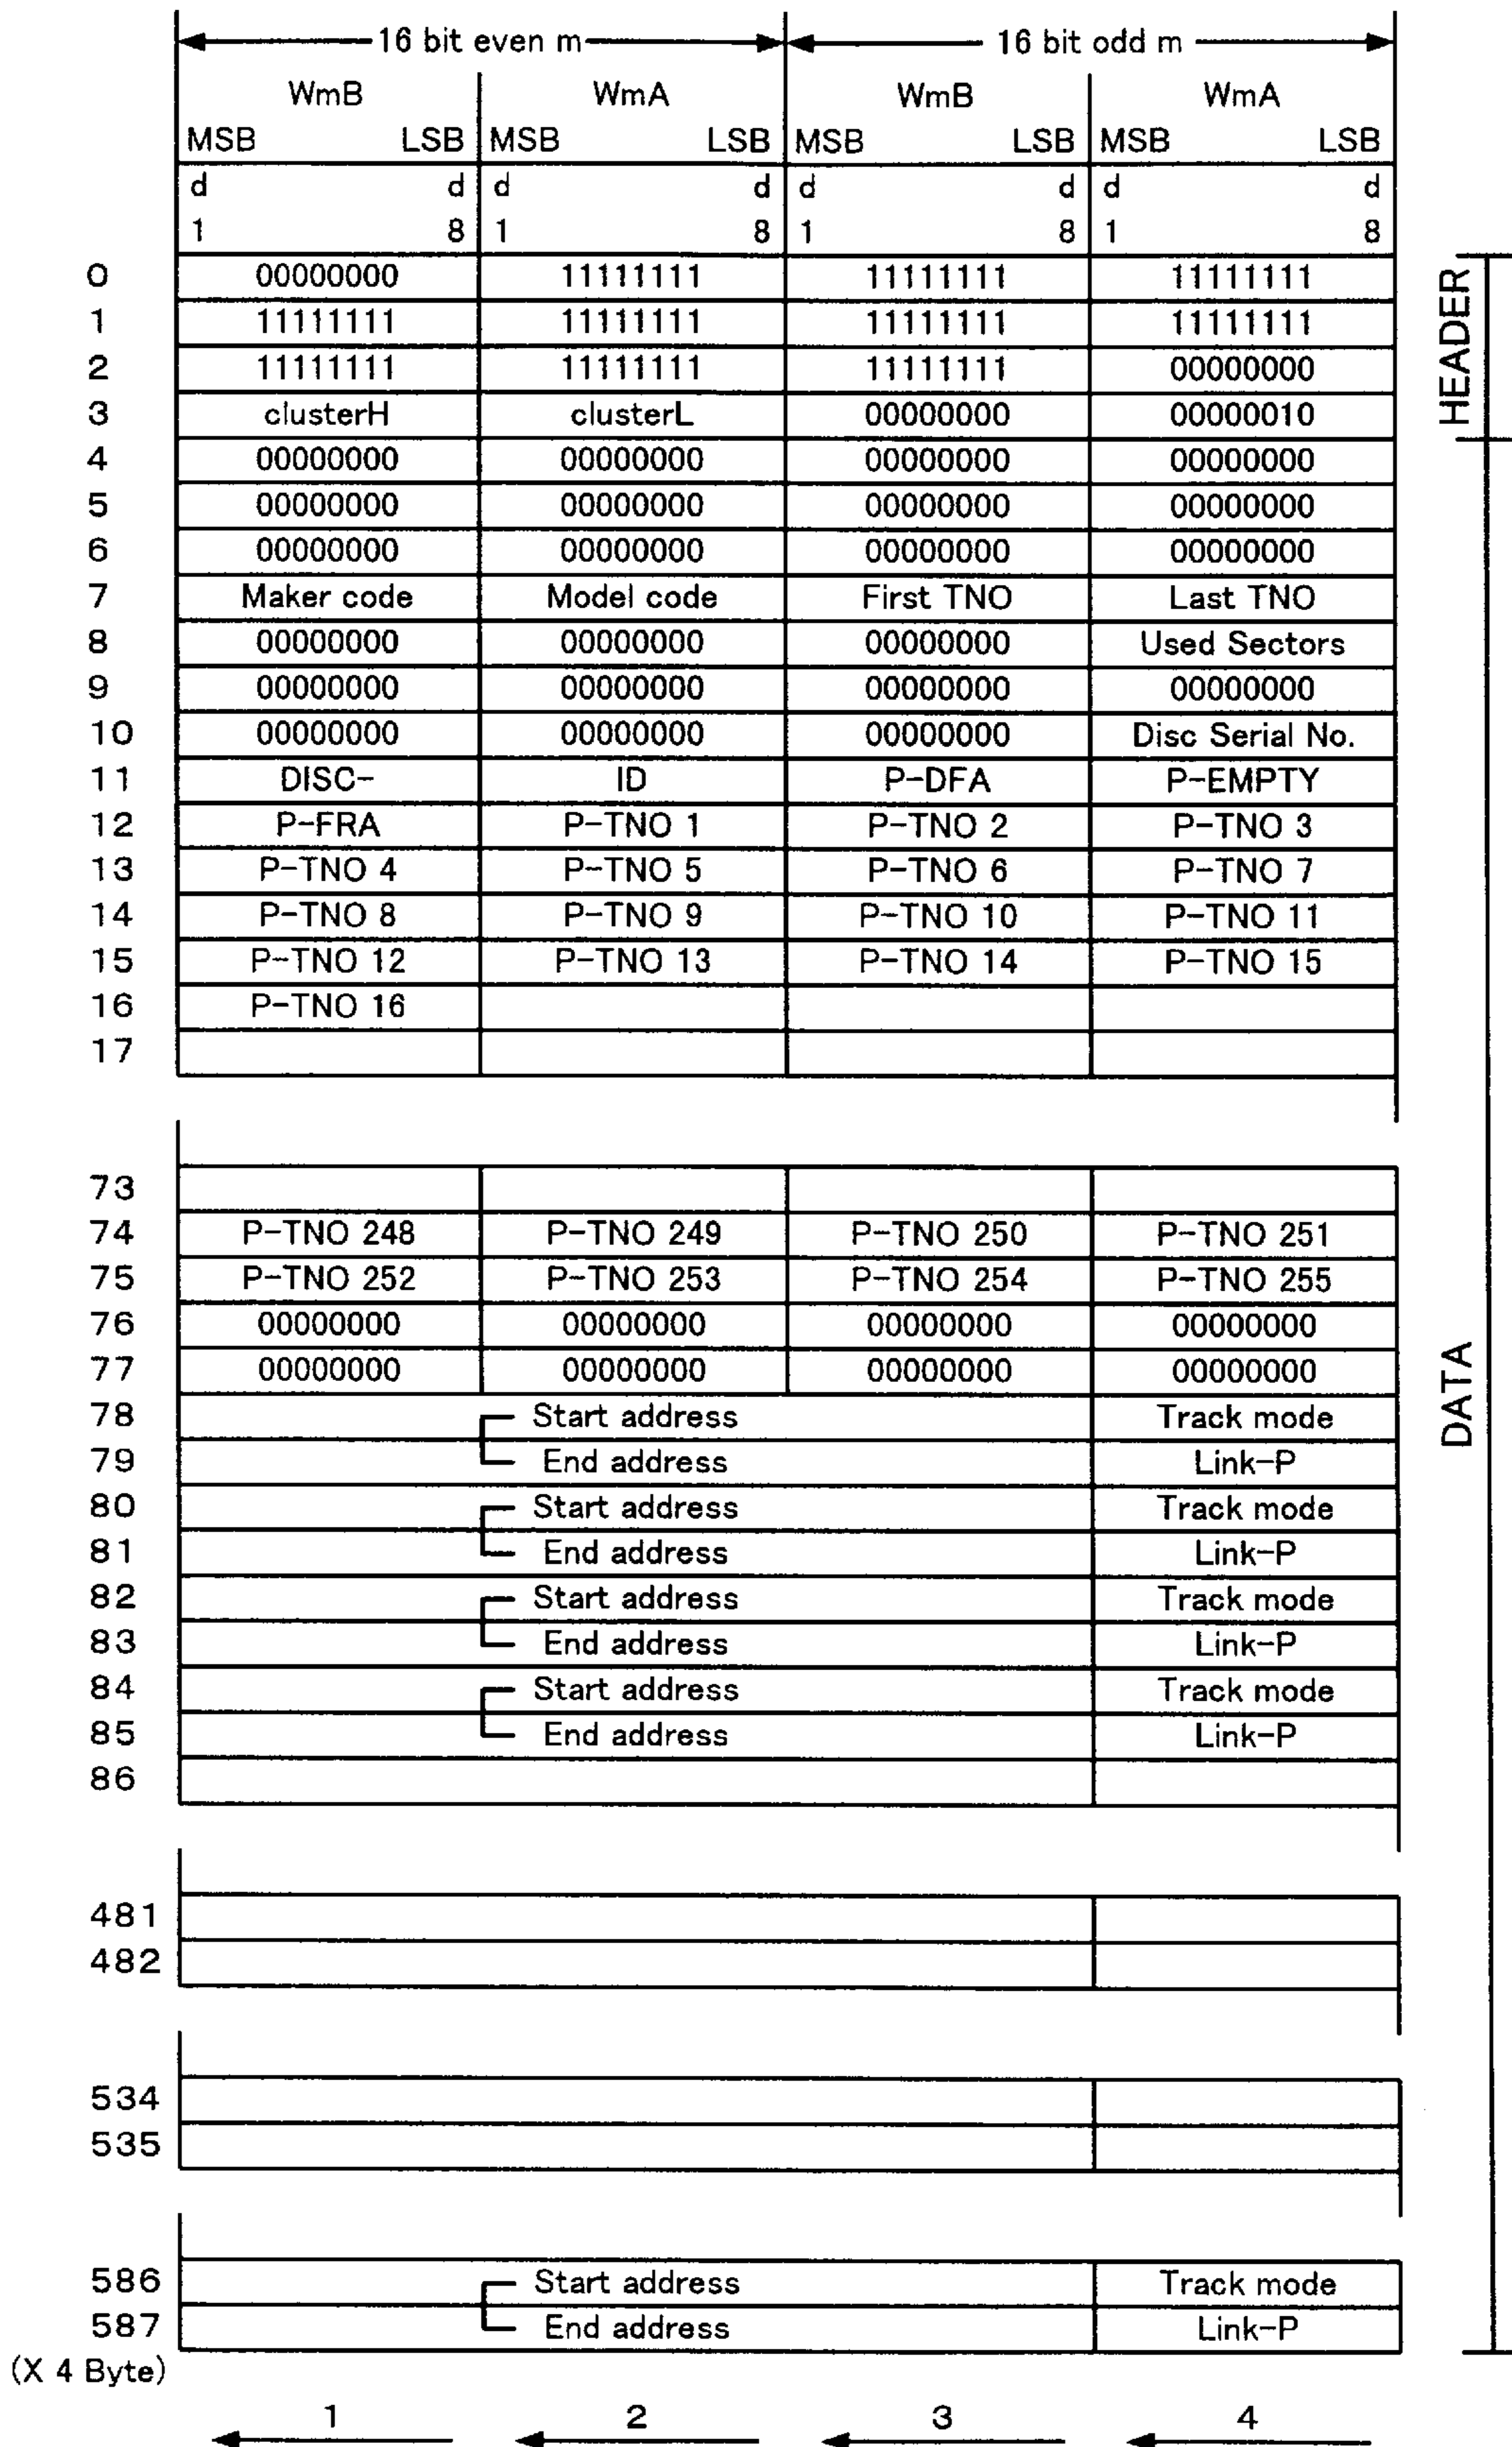 16 bit even m 16 bit odd m
WmB WmA WmB WmA
MSB LSB MSB LSB MSB LSB MSB LSB
d d d d d d d d
1 8 1 8 1 8 1 8
0 00000000 11111111 11111111 11111111
1 11111111 11111111 11111111 11111111
2 11111111 11111111 11111111 00000000
3 clusterH clusterL 00000000 00000010
HEADER
4 00000000 00000000 00000000 00000000
5 00000000 00000000 00000000 00000000
6 00000000 00000000 00000000 00000000
7 Maker code Model code First TNO Last TNO
8 00000000 00000000 00000000 Used Sectors
9 00000000 00000000 00000000 00000000
10 00000000 00000000 00000000 Disc Serial No.
11 DISC- ID P-DFA P-EMPTY
12 P-FRA P-TNO 1 P-TNO 2 P-TNO 3
13 P-TNO 4 P-TNO 5 P-TNO 6 P-TNO 7
14 P-TNO 8 P-TNO 9 P-TNO 10 P-TNO 11
15 P-TNO 12 P-TNO 13 P-TNO 14 P-TNO 15
16 P-TNO 16
17
73
74 P-TNO 248 P-TNO 249 P-TNO 250 P-TNO 251
75 P-TNO 252 P-TNO 253 P-TNO 254 P-TNO 255
76 00000000 00000000 00000000 00000000
77 00000000 00000000 00000000 00000000
78 Start address Track mode
79 End address Link-P
80 Start address Track mode
81 End address Link-P
82 Start address Track mode
83 End address Link-P
84 Start address Track mode
85 End address Link-P
86
481
482
534
535
586 Start address Track mode
587 End address Link-P
DATA
(X 4 Byte)
1 2 3 4